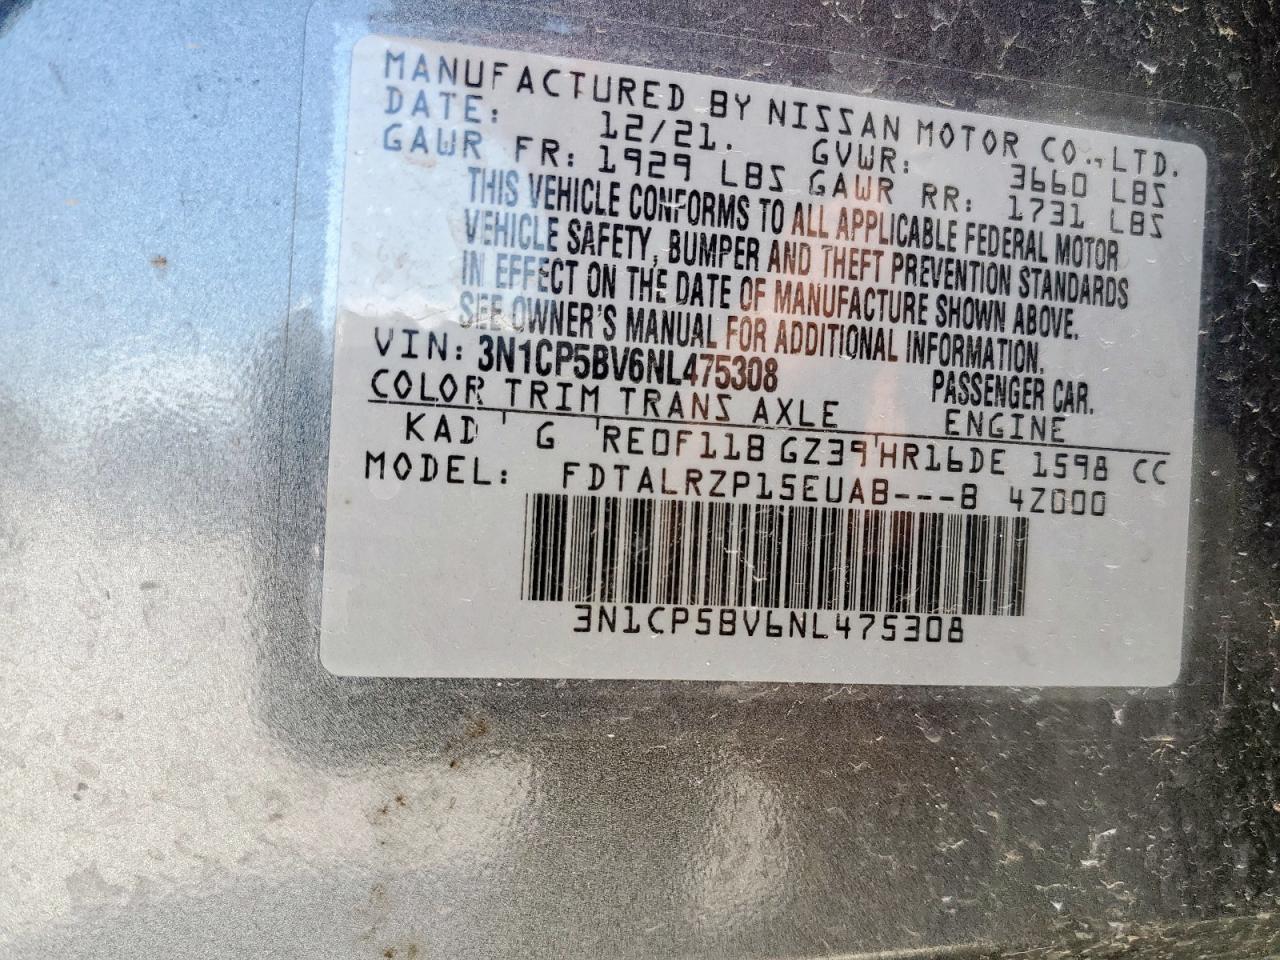 MANUFACTURED BY NISSAN MOTOR CO.,LTD.
DATE: 12/21. GVWR: 3660 LBS
GAWR FR: 1929 LBS GAWR RR: 1731 LBS
THIS VEHICLE CONFORMS TO ALL APPLICABLE FEDERAL MOTOR
VEHICLE SAFETY, BUMPER AND THEFT PREVENTION STANDARDS
IN EFFECT ON THE DATE OF MANUFACTURE SHOWN ABOVE.
SEE OWNER'S MANUAL FOR ADDITIONAL INFORMATION.
VIN: 3N1CP5BV6NL475308 PASSENGER CAR.
COLOR TRIM TRANS AXLE ENGINE
KAD G RE0F11B GZ39 HR16DE 1598 CC
MODEL: FDTALRZP15EUAB---B 4Z000
3N1CP5BV6NL475308